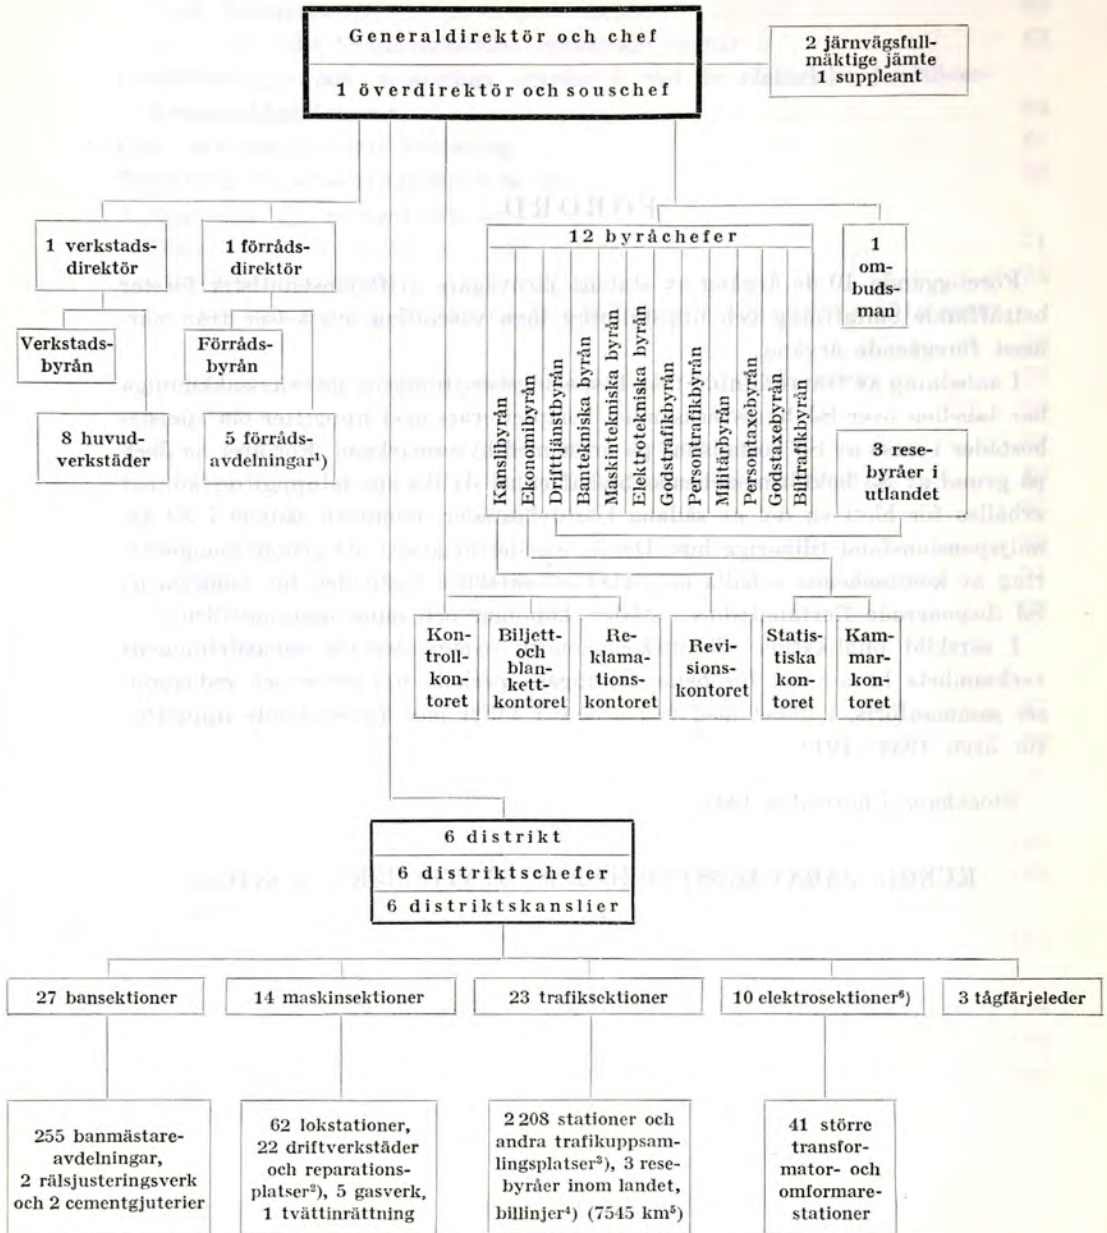 Generaldirektör och chef
1 överdirektör och souschef
2 järnvägsfull-
mäktige jämte
1 suppleant
1 verkstads-
direktör
1 förråds-
direktör
12 byråchefer
1
om-
buds-
man
Verkstads-
byrån
Förråds-
byrån
8 huvud-
verkstäder
5 förråds-
avdelningar¹)
Kanslibyrån
Ekonomibyrån
Drifttjänstbyrån
Bantekniska byrån
Maskintekniska byrån
Elektrotekniska byrån
Godstrafikbyrån
Persontrafikbyrån
Militärbyrån
Persontaxebyrån
Godstaxebyrån
Biltrafikbyrån
3 rese-
byråer i
utlandet
Kon-
troll-
kon-
toret
Biljett-
och
blan-
kett-
kontoret
Re-
klama-
tions-
kontoret
Revi-
sions-
kontoret
Statis-
tiska
kon-
toret
Kam-
mar-
kon-
toret
6 distrikt
6 distriktschefer
6 distriktskanslier
27 bansektioner
14 maskinsektioner
23 trafiksektioner
10 elektrosektioner⁶)
3 tågfärjeleder
255 banmästare-
avdelningar,
2 rälsjusteringsverk
och 2 cementgjuterier
62 lokstationer,
22 driftverkstäder
och reparations-
platser²), 5 gasverk,
1 tvättinrättning
2 208 stationer och
andra trafikuppsam-
lingsplatser³), 3 rese-
byråer inom landet,
billinjer⁴) (7545 km⁵)
41 större
transfor-
mator- och
omformare-
stationer